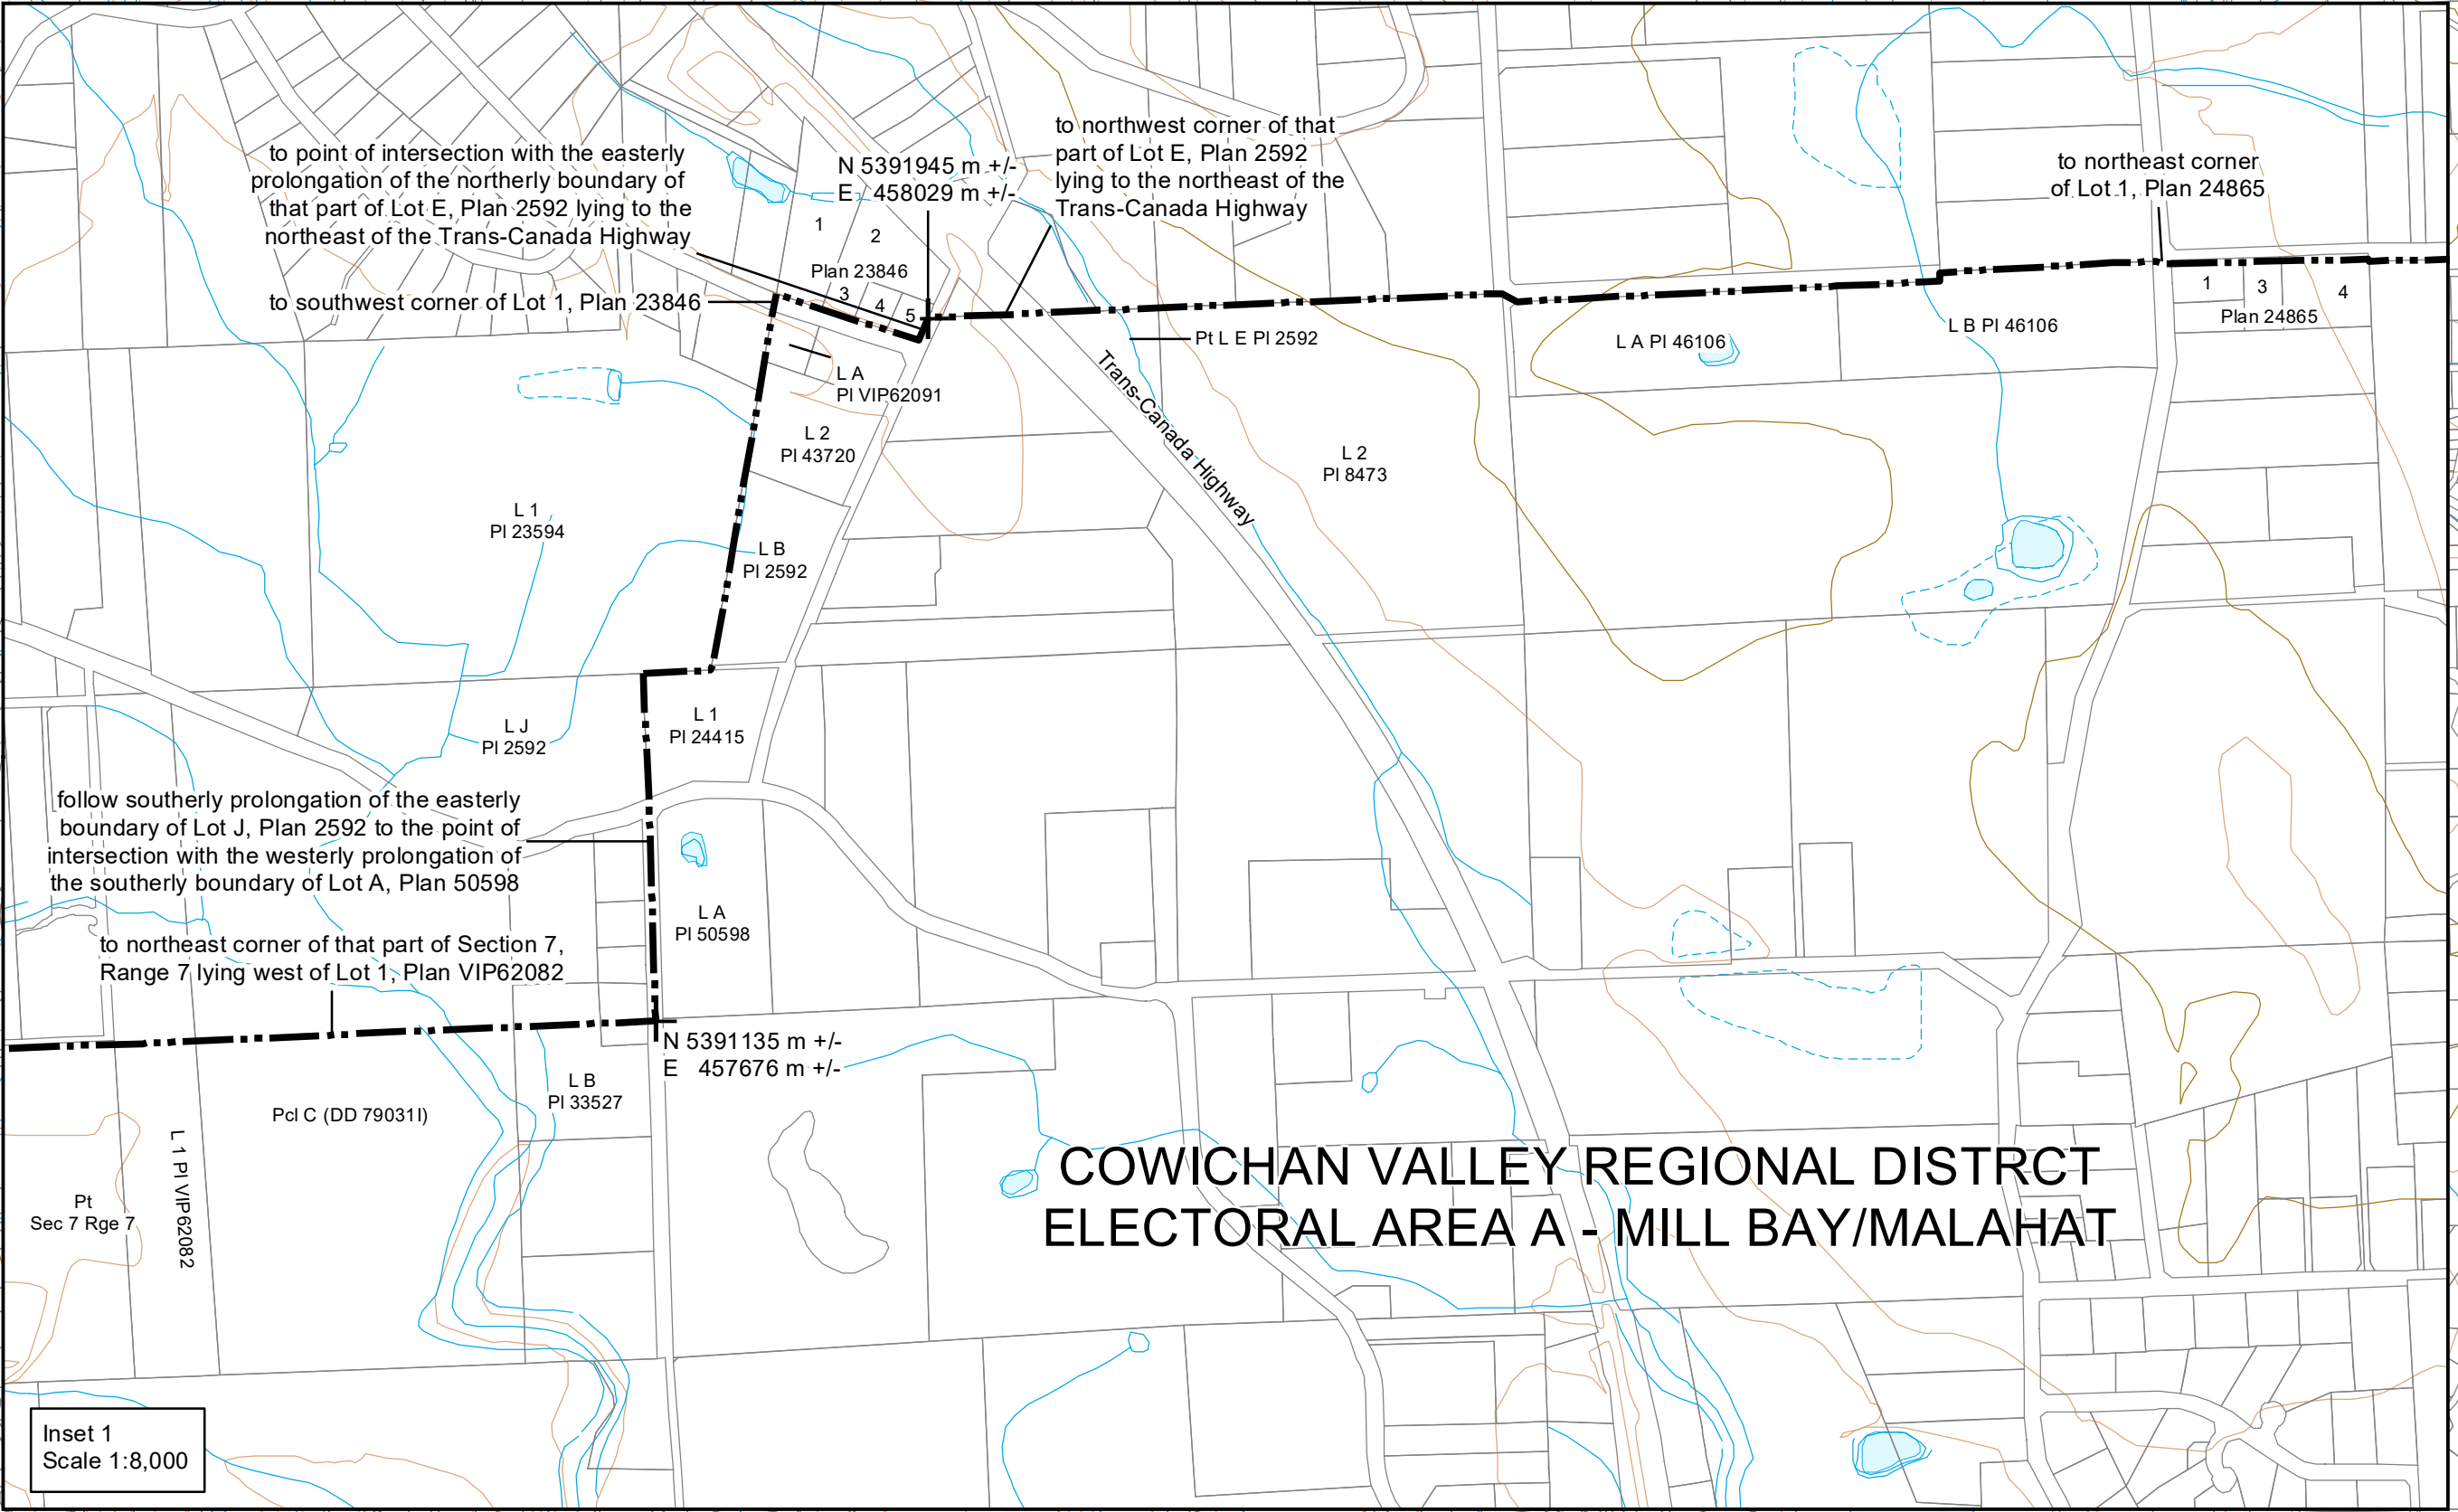 to point of intersection with the easterly
prolongation of the northerly boundary of
that part of Lot E, Plan 2592 lying to the
northeast of the Trans-Canada Highway
to southwest corner of Lot 1, Plan 23846
N 5391945 m +/-
E 458029 m +/-
to northwest corner of that
part of Lot E, Plan 2592
lying to the northeast of the
Trans-Canada Highway
to northeast corner
of Lot 1, Plan 24865
1
2
Plan 23846
3
4
5
1
3
4
Plan 24865
Pt L E Pl 2592
L A Pl 46106
L B Pl 46106
L A
Pl VIP62091
Trans-Canada Highway
L 2
Pl 43720
L 2
Pl 8473
L 1
Pl 23594
L B
Pl 2592
L J
Pl 2592
L 1
Pl 24415
follow southerly prolongation of the easterly
boundary of Lot J, Plan 2592 to the point of
intersection with the westerly prolongation of
the southerly boundary of Lot A, Plan 50598
L A
Pl 50598
to northeast corner of that part of Section 7,
Range 7 lying west of Lot 1, Plan VIP62082
N 5391135 m +/-
E 457676 m +/-
L B
Pl 33527
Pcl C (DD 79031I)
L 1 Pl VIP62082
Pt
Sec 7 Rge 7
COWICHAN VALLEY REGIONAL DISTRCT
ELECTORAL AREA A - MILL BAY/MALAHAT
Inset 1
Scale 1:8,000